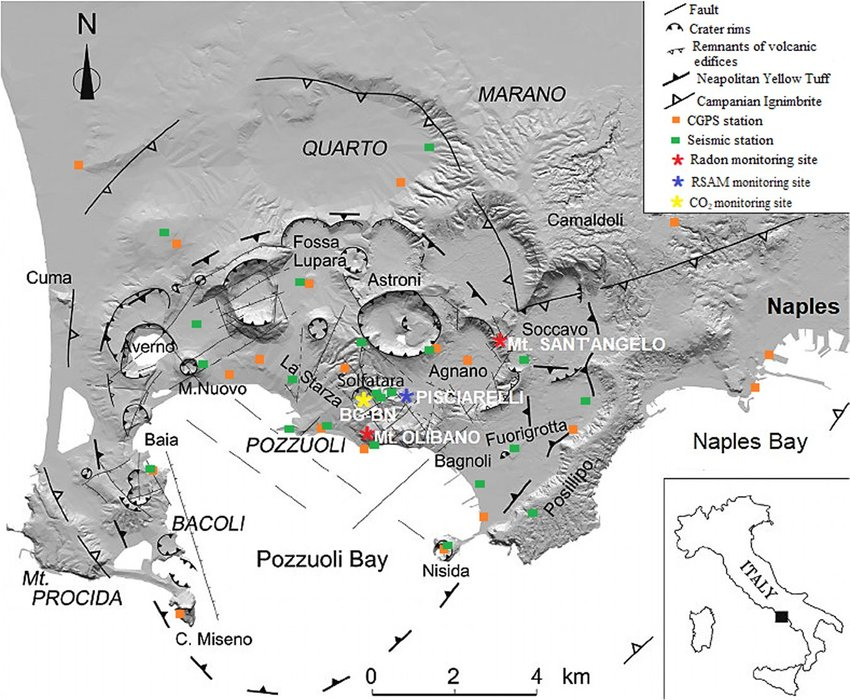 N
Fault
Crater rims
Remnants of volcanic
edifices
Neapolitan Yellow Tuff
Campanian Ignimbrite
CGPS station
Seismic station
Radon monitoring site
RSAM monitoring site
CO₂ monitoring site
MARANO
QUARTO
Camaldoli
Fossa
Lupara
Astroni
Cuma
Naples
Soccavo
Averno
Mt. SANT'ANGELO
Agnano
La Starza
Solfatara
M.Nuovo
PISCIARELLI
BG-BN
Mt. OLIBANO
Fuorigrotta
Baia
POZZUOLI
Naples Bay
Bagnoli
Posillipo
BACOLI
Pozzuoli Bay
Nisida
Mt.
PROCIDA
C. Miseno
ITALY
0 2 4 km